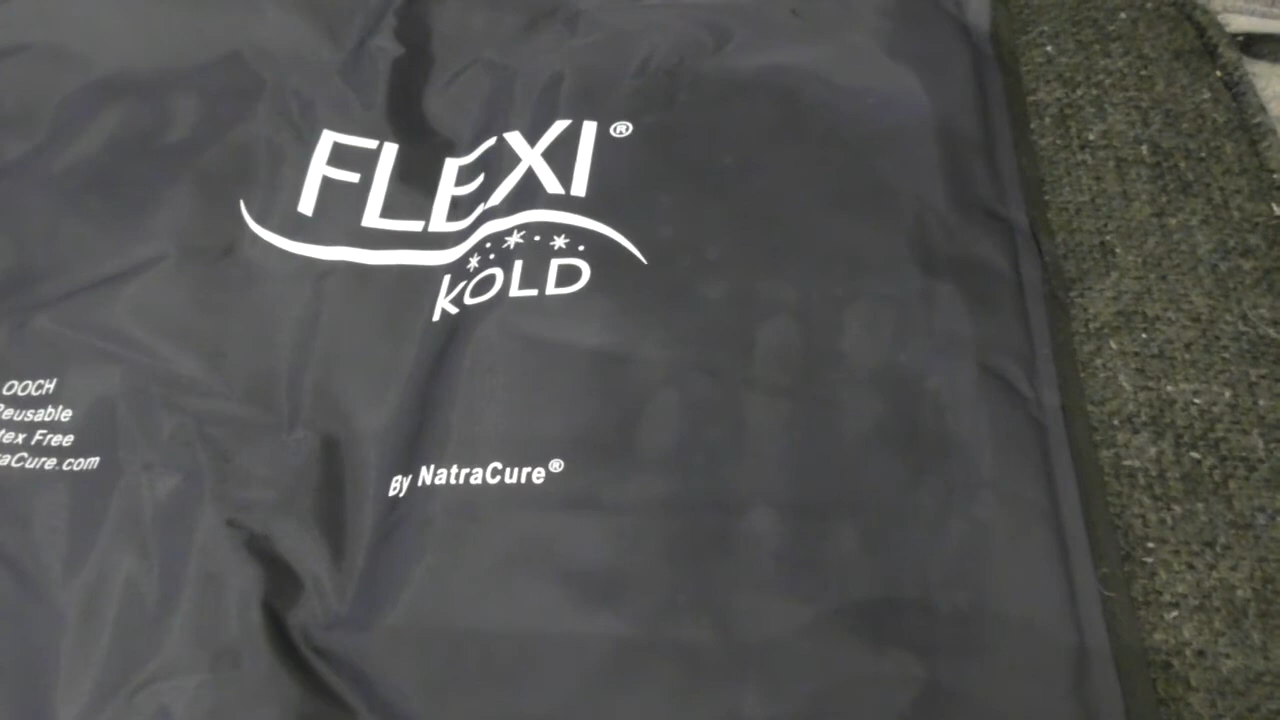 FLEXI®
KOLD
OOCH
Reusable
tex Free
aCure.com
By NatraCure®